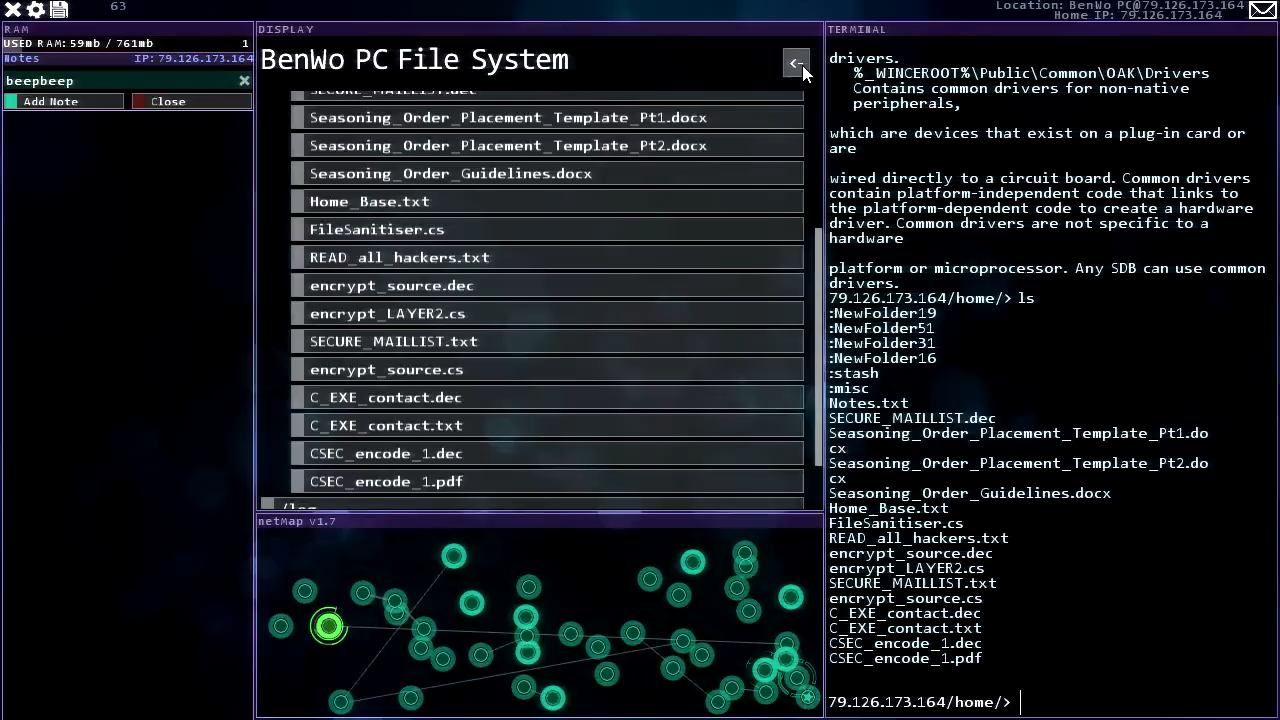 63
Location: BenWo PC@79.126.173.164
Home IP: 79.126.173.164
RAM
USED RAM: 59mb / 761mb 1
Notes IP: 79.126.173.164
beepbeep
Add Note
Close
DISPLAY
BenWo PC File System
<-
SECURE_MAILLIST.dec
Seasoning_Order_Placement_Template_Pt1.docx
Seasoning_Order_Placement_Template_Pt2.docx
Seasoning_Order_Guidelines.docx
Home_Base.txt
FileSanitiser.cs
READ_all_hackers.txt
encrypt_source.dec
encrypt_LAYER2.cs
SECURE_MAILLIST.txt
encrypt_source.cs
C_EXE_contact.dec
C_EXE_contact.txt
CSEC_encode_1.dec
CSEC_encode_1.pdf
/log
netMap v1.7
TERMINAL
drivers.
%_WINCEROOT%\Public\Common\OAK\Drivers
Contains common drivers for non-native
peripherals,
which are devices that exist on a plug-in card or
are
wired directly to a circuit board. Common drivers
contain platform-independent code that links to
the platform-dependent code to create a hardware
driver. Common drivers are not specific to a
hardware
platform or microprocessor. Any SDB can use common
drivers.
79.126.173.164/home/> ls
:NewFolder19
:NewFolder51
:NewFolder31
:NewFolder16
:stash
:misc
Notes.txt
SECURE_MAILLIST.dec
Seasoning_Order_Placement_Template_Pt1.do
cx
Seasoning_Order_Placement_Template_Pt2.do
cx
Seasoning_Order_Guidelines.docx
Home_Base.txt
FileSanitiser.cs
READ_all_hackers.txt
encrypt_source.dec
encrypt_LAYER2.cs
SECURE_MAILLIST.txt
encrypt_source.cs
C_EXE_contact.dec
C_EXE_contact.txt
CSEC_encode_1.dec
CSEC_encode_1.pdf
79.126.173.164/home/>